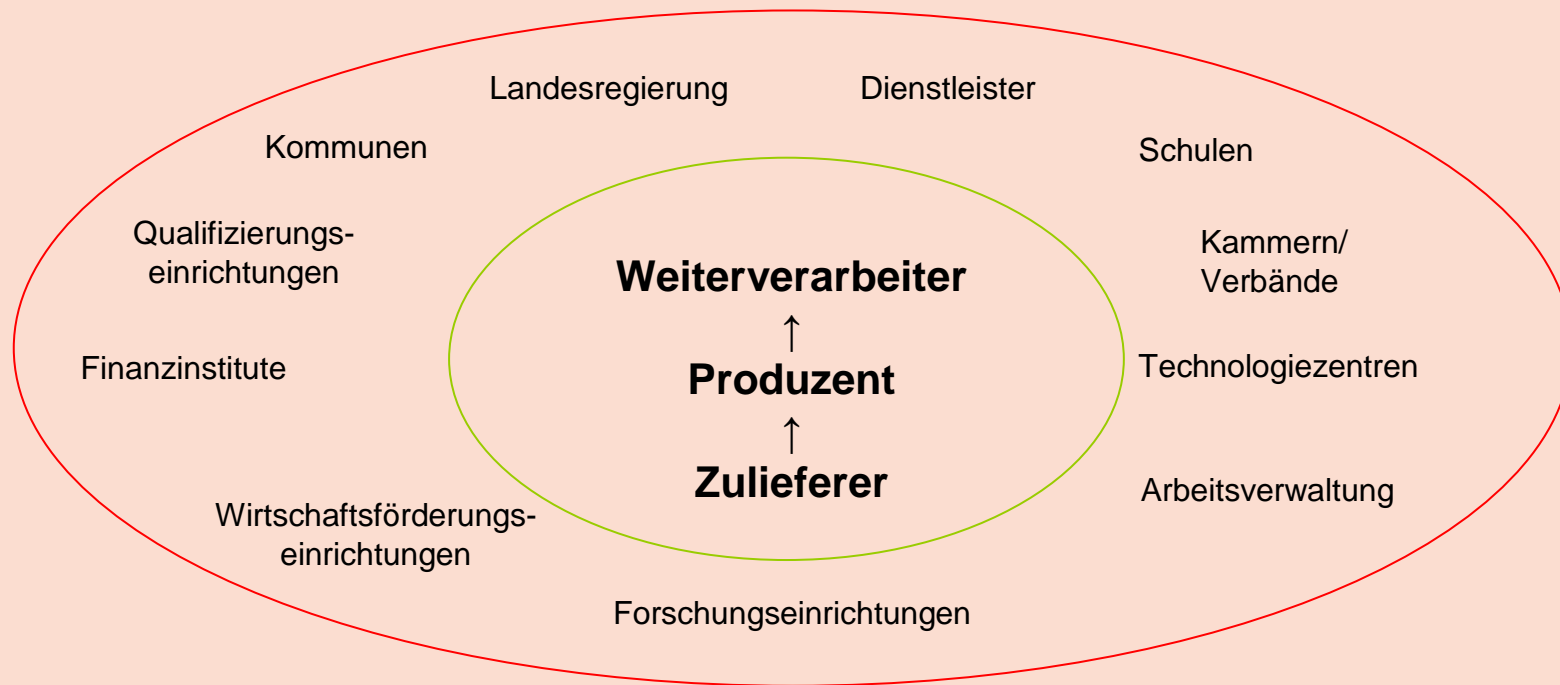 Landesregierung
Dienstleister
Kommunen
Schulen
Qualifizierungs-
einrichtungen
Kammern/
Verbände
Weiterverarbeiter
↑
Produzent
↑
Zulieferer
Finanzinstitute
Technologiezentren
Arbeitsverwaltung
Wirtschaftsförderungs-
einrichtungen
Forschungseinrichtungen